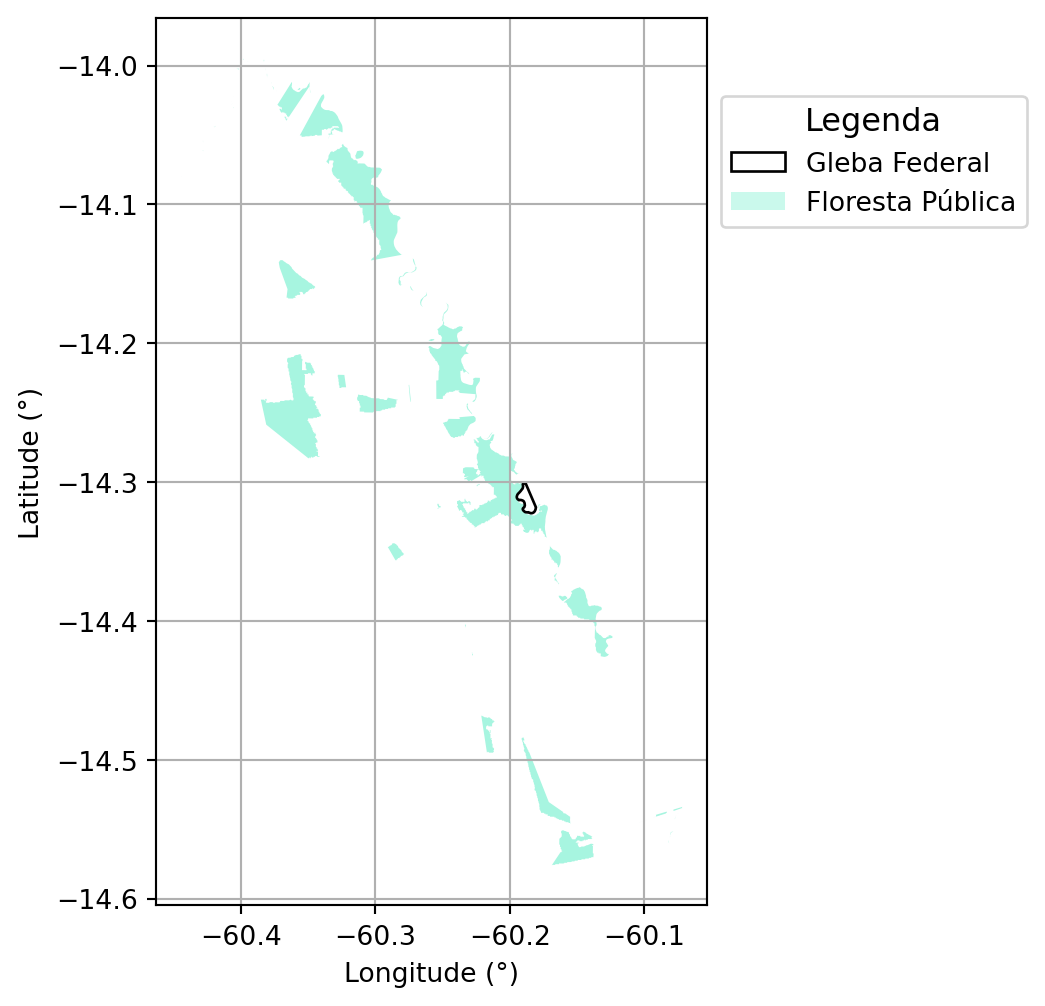 −14.0
−14.1
−14.2
−14.3
−14.4
−14.5
−14.6
Latitude (°)
−60.4 −60.3 −60.2 −60.1
Longitude (°)
Legenda
Gleba Federal
Floresta Pública